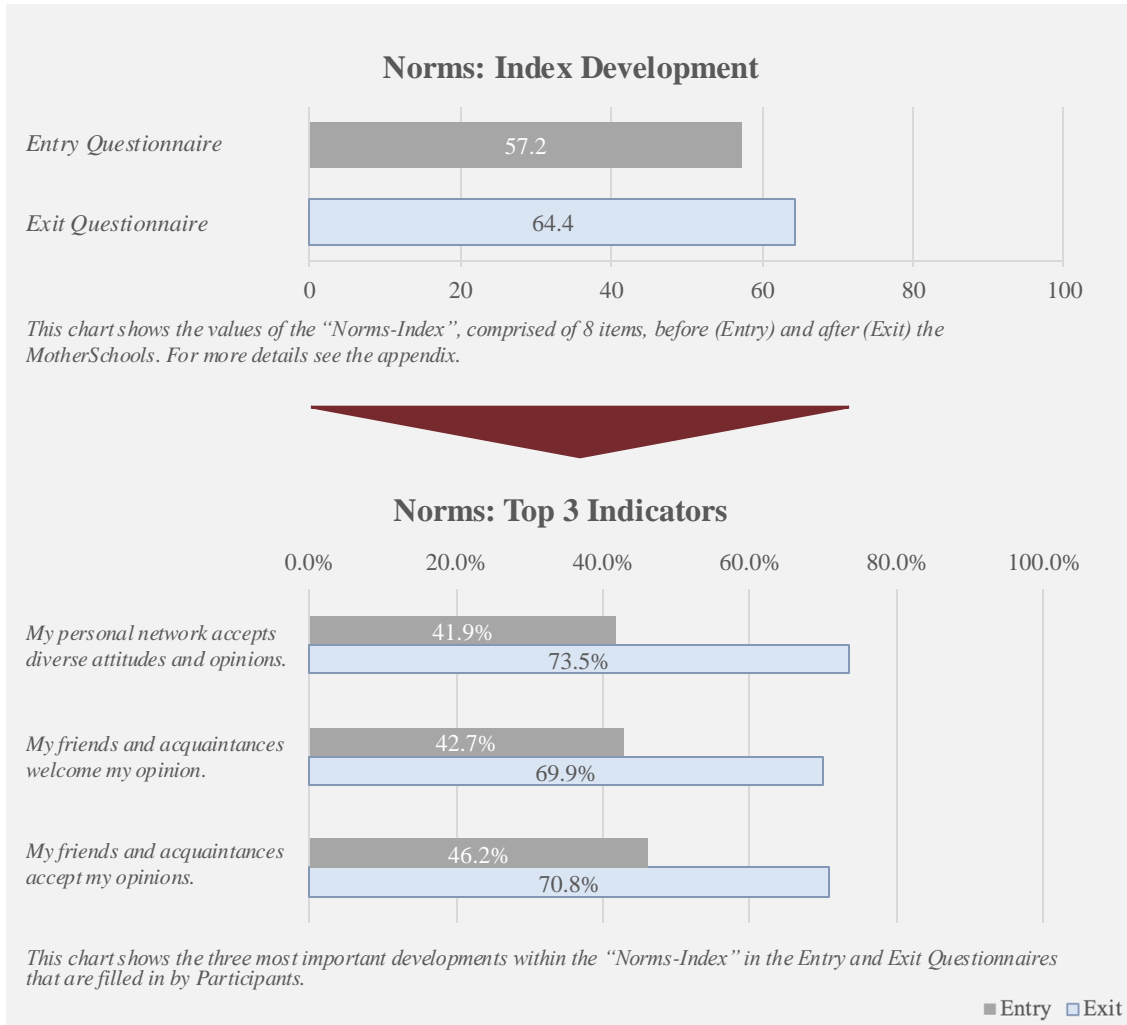 Norms: Index Development
Entry Questionnaire
57.2
Exit Questionnaire
64.4
0 20 40 60 80 100
This chart shows the values of the “Norms-Index”, comprised of 8 items, before (Entry) and after (Exit) the
MotherSchools. For more details see the appendix.
Norms: Top 3 Indicators
0.0% 20.0% 40.0% 60.0% 80.0% 100.0%
My personal network accepts
diverse attitudes and opinions.
41.9%
73.5%
My friends and acquaintances
welcome my opinion.
42.7%
69.9%
My friends and acquaintances
accept my opinions.
46.2%
70.8%
This chart shows the three most important developments within the “Norms-Index” in the Entry and Exit Questionnaires
that are filled in by Participants.
Entry Exit